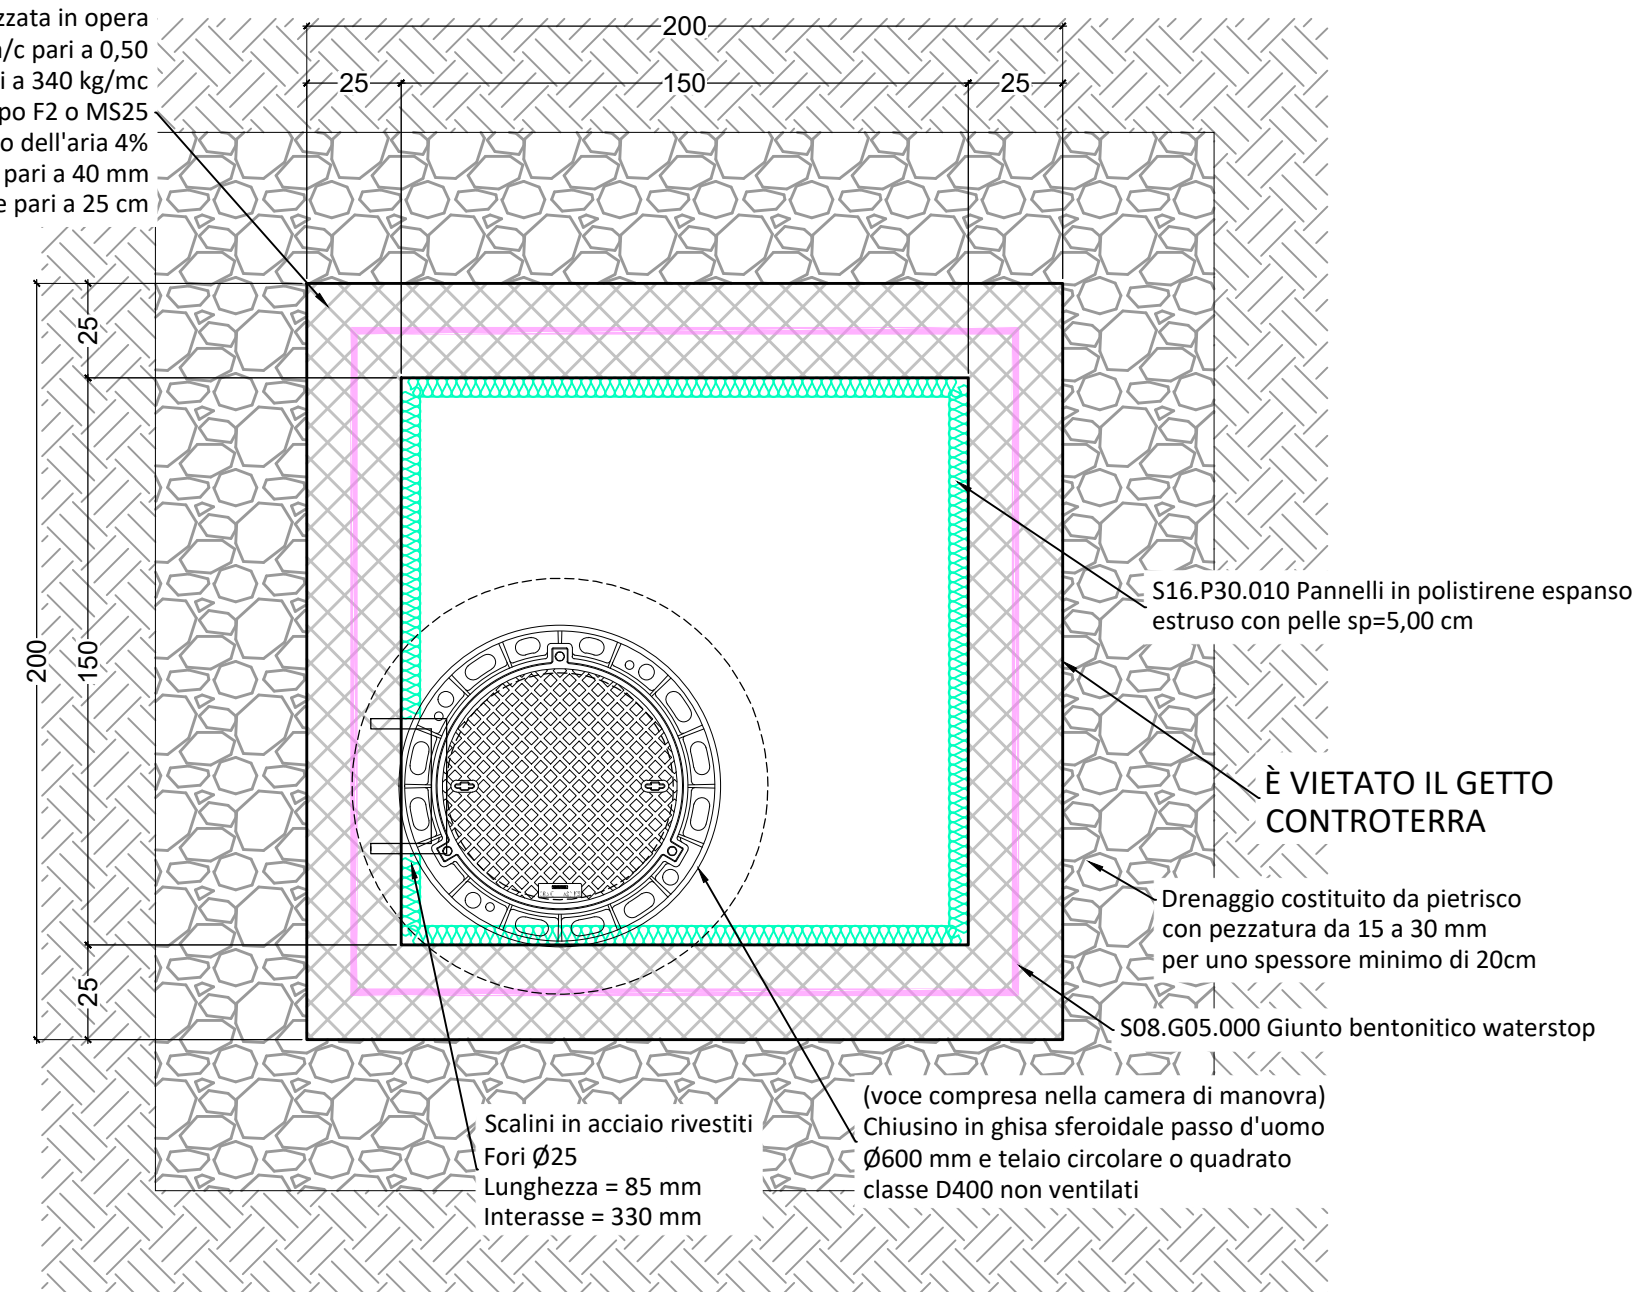 zzata in opera
a/c pari a 0,50
i a 340 kg/mc
po F2 o MS25
o dell'aria 4%
pari a 40 mm
e pari a 25 cm
200
25
150
25
25
200
150
25
S16.P30.010 Pannelli in polistirene espanso
estruso con pelle sp=5,00 cm
È VIETATO IL GETTO
CONTROTERRA
Drenaggio costituito da pietrisco
con pezzatura da 15 a 30 mm
per uno spessore minimo di 20cm
S08.G05.000 Giunto bentonitico waterstop
(voce compresa nella camera di manovra)
Chiusino in ghisa sferoidale passo d'uomo
Ø600 mm e telaio circolare o quadrato
classe D400 non ventilati
Scalini in acciaio rivestiti
Fori Ø25
Lunghezza = 85 mm
Interasse = 330 mm